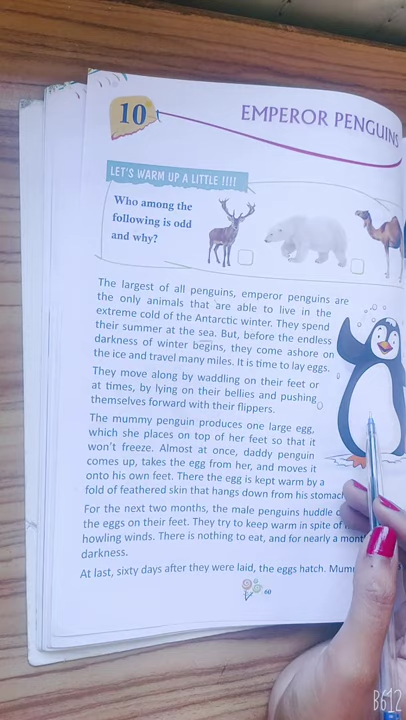 10
EMPEROR PENGUINS
LET'S WARM UP A LITTLE !!!!
Who among the
following is odd
and why?
The largest of all penguins, emperor penguins are
the only animals that are able to live in the
extreme cold of the Antarctic winter. They spend
their summer at the sea. But, before the endless
darkness of winter begins, they come ashore on
the ice and travel many miles. It is time to lay eggs.
They move along by waddling on their feet or
at times, by lying on their bellies and pushing
themselves forward with their flippers.
The mummy penguin produces one large egg,
which she places on top of her feet so that it
won't freeze. Almost at once, daddy penguin
comes up, takes the egg from her, and moves it
onto his own feet. There the egg is kept warm by a
fold of feathered skin that hangs down from his stomach
For the next two months, the male penguins huddle
the eggs on their feet. They try to keep warm in spite of
howling winds. There is nothing to eat, and for nearly a
darkness.
At last, sixty days after they were laid, the eggs hatch.
60
B612